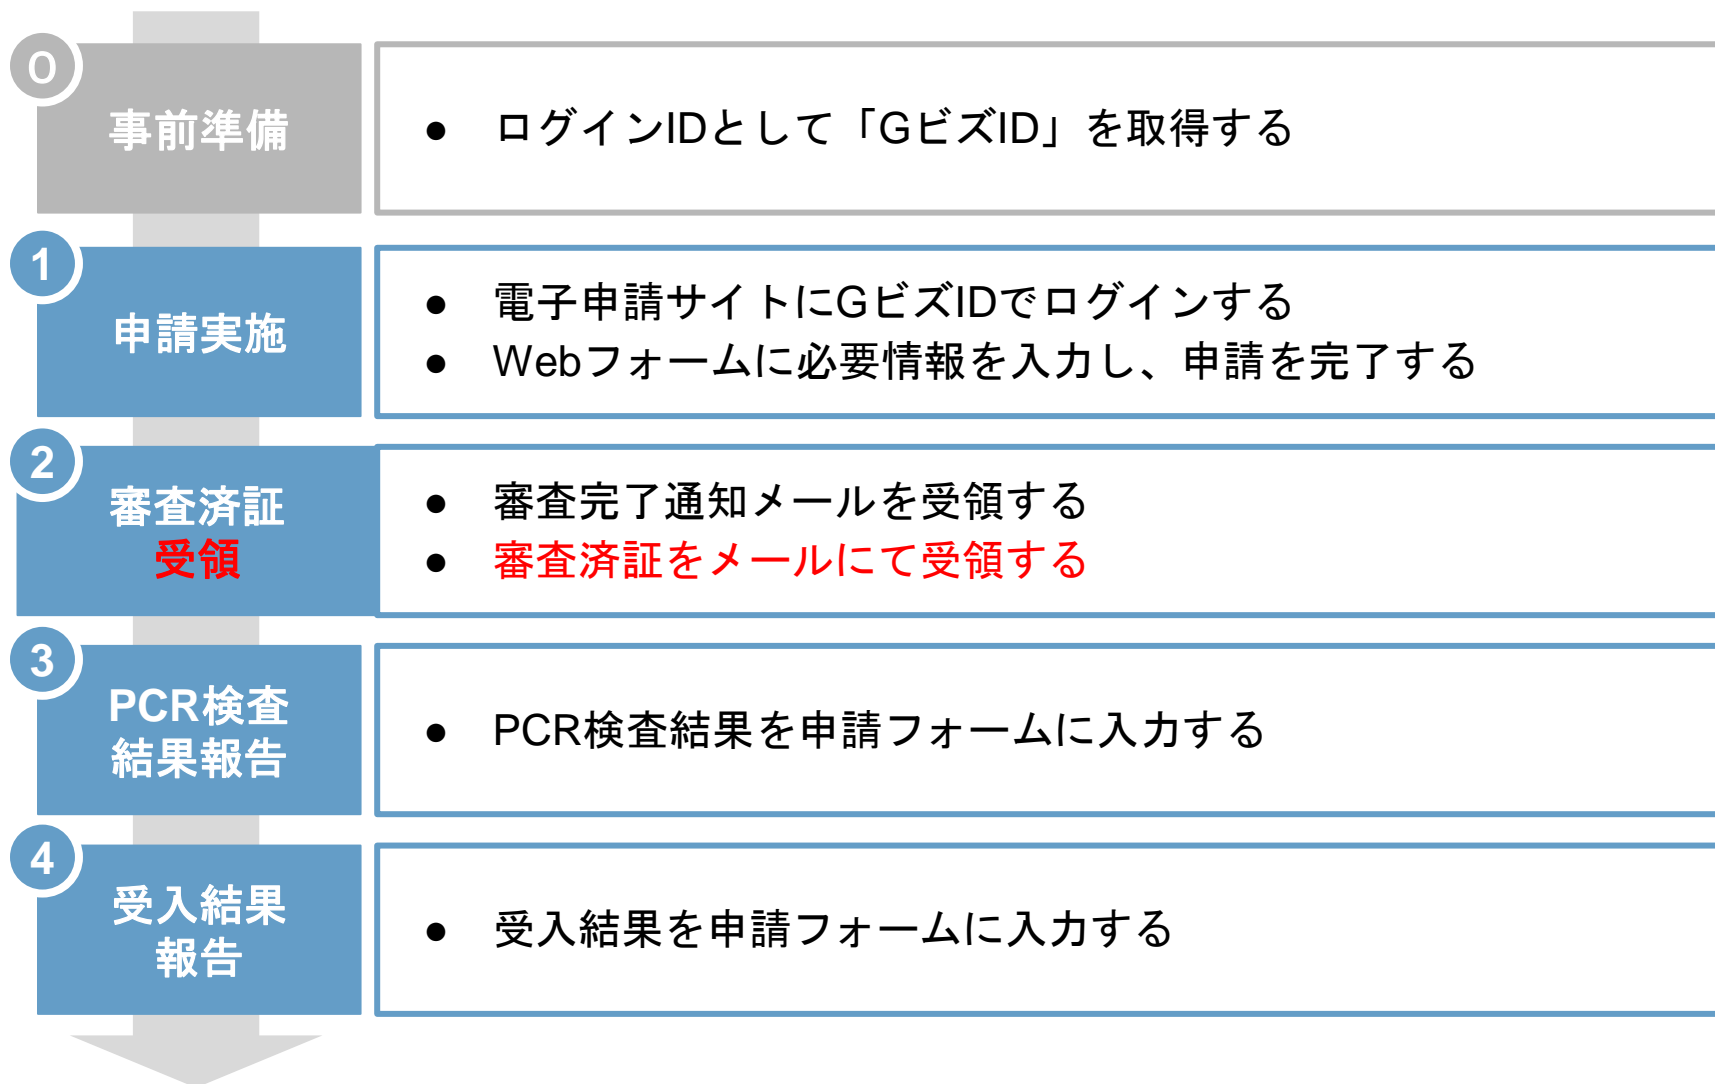 0
事前準備
● ログインIDとして「GビズID」を取得する
1
申請実施
● 電子申請サイトにGビズIDでログインする
● Webフォームに必要情報を入力し、申請を完了する
2
審査済証
受領
● 審査完了通知メールを受領する
● 審査済証をメールにて受領する
3
PCR検査
結果報告
● PCR検査結果を申請フォームに入力する
4
受入結果
報告
● 受入結果を申請フォームに入力する